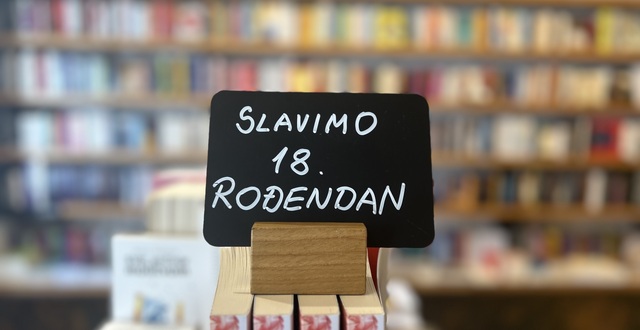 SLAVIMO
18.
ROĐENDAN